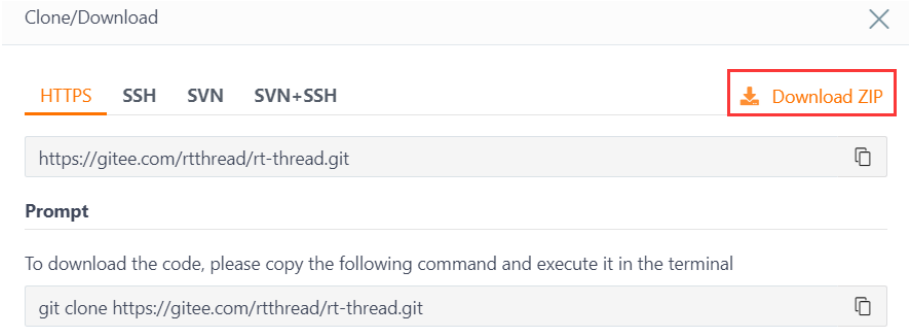 Clone/Download
HTTPS SSH SVN SVN+SSH Download ZIP
https://gitee.com/rtthread/rt-thread.git
Prompt
To download the code, please copy the following command and execute it in the terminal
git clone https://gitee.com/rtthread/rt-thread.git